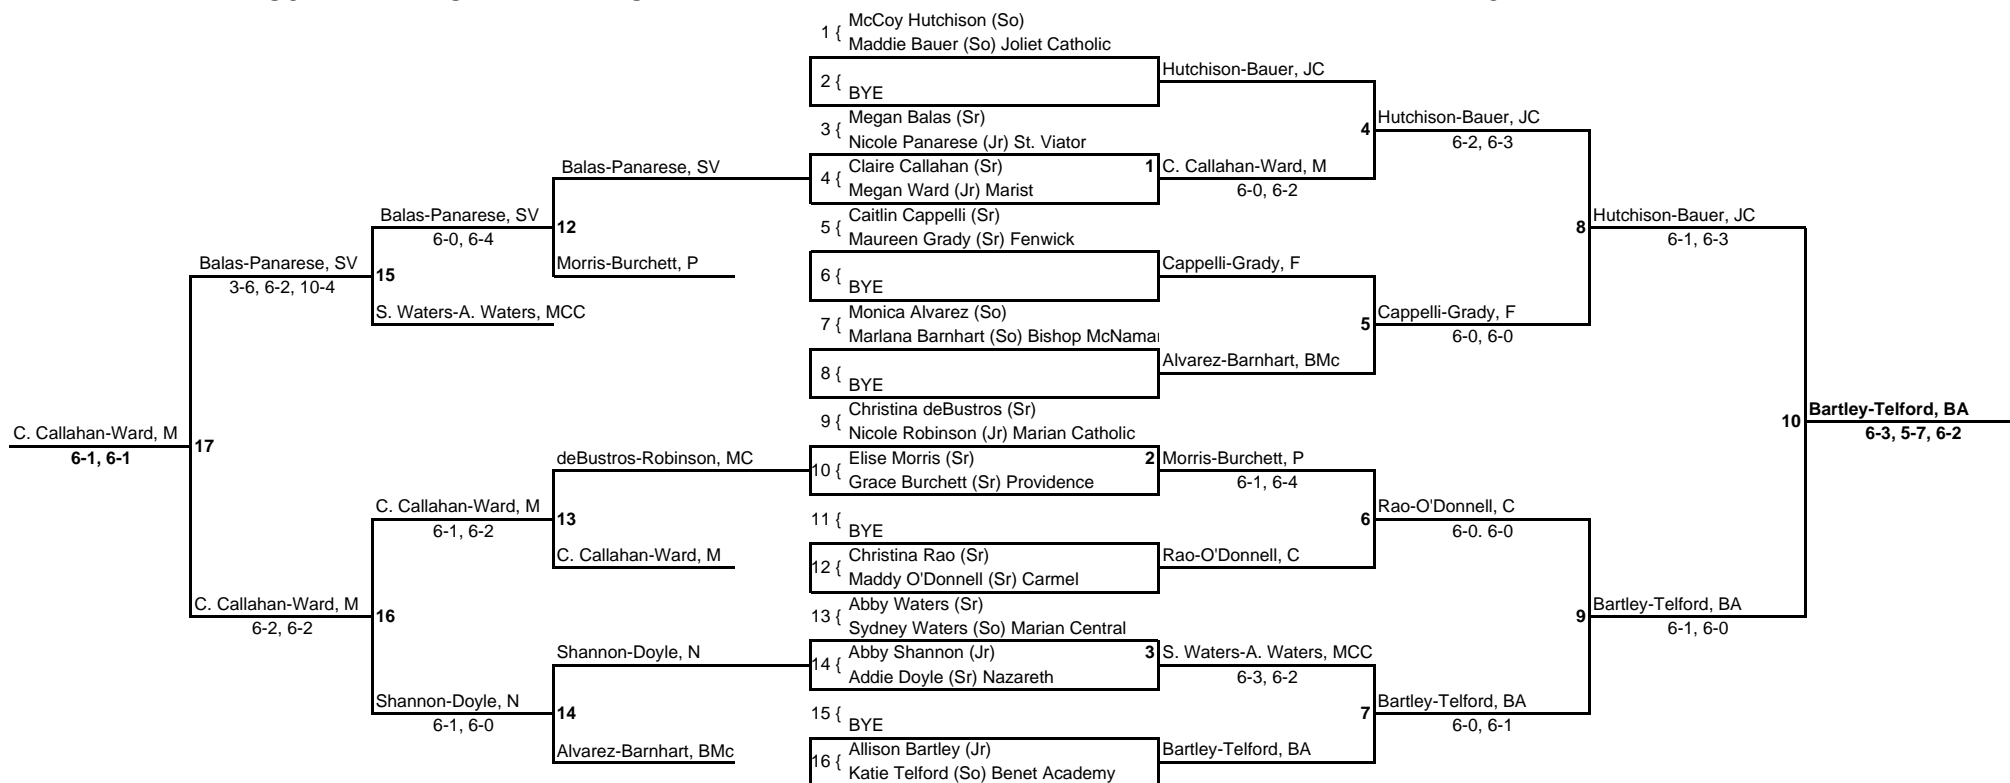 1 { McCoy Hutchison (So)
Maddie Bauer (So) Joliet Catholic
2 { BYE
Hutchison-Bauer, JC
3 { Megan Balas (Sr)
Nicole Panarese (Jr) St. Viator
4 { Claire Callahan (Sr)
Megan Ward (Jr) Marist
1 C. Callahan-Ward, M
6-0, 6-2
4 Hutchison-Bauer, JC
6-2, 6-3
5 { Caitlin Cappelli (Sr)
Maureen Grady (Sr) Fenwick
6 { BYE
Cappelli-Grady, F
7 { Monica Alvarez (So)
Marlana Barnhart (So) Bishop McNamar
8 { BYE
Alvarez-Barnhart, BMc
5 Cappelli-Grady, F
6-0, 6-0
8 Hutchison-Bauer, JC
6-1, 6-3
9 { Christina deBustros (Sr)
Nicole Robinson (Jr) Marian Catholic
10 { Elise Morris (Sr)
Grace Burchett (Sr) Providence
2 Morris-Burchett, P
6-1, 6-4
11 { BYE
12 { Christina Rao (Sr)
Maddy O'Donnell (Sr) Carmel
Rao-O'Donnell, C
6 Rao-O'Donnell, C
6-0. 6-0
13 { Abby Waters (Sr)
Sydney Waters (So) Marian Central
14 { Abby Shannon (Jr)
Addie Doyle (Sr) Nazareth
3 S. Waters-A. Waters, MCC
6-3, 6-2
15 { BYE
16 { Allison Bartley (Jr)
Katie Telford (So) Benet Academy
Bartley-Telford, BA
7 Bartley-Telford, BA
6-0, 6-1
9 Bartley-Telford, BA
6-1, 6-0
10 Bartley-Telford, BA
6-3, 5-7, 6-2
Balas-Panarese, SV
12
Morris-Burchett, P
Balas-Panarese, SV
6-0, 6-4
15
S. Waters-A. Waters, MCC
Balas-Panarese, SV
3-6, 6-2, 10-4
deBustros-Robinson, MC
13
C. Callahan-Ward, M
C. Callahan-Ward, M
6-1, 6-2
Shannon-Doyle, N
14
Alvarez-Barnhart, BMc
Shannon-Doyle, N
6-1, 6-0
16
C. Callahan-Ward, M
6-2, 6-2
17
C. Callahan-Ward, M
6-1, 6-1